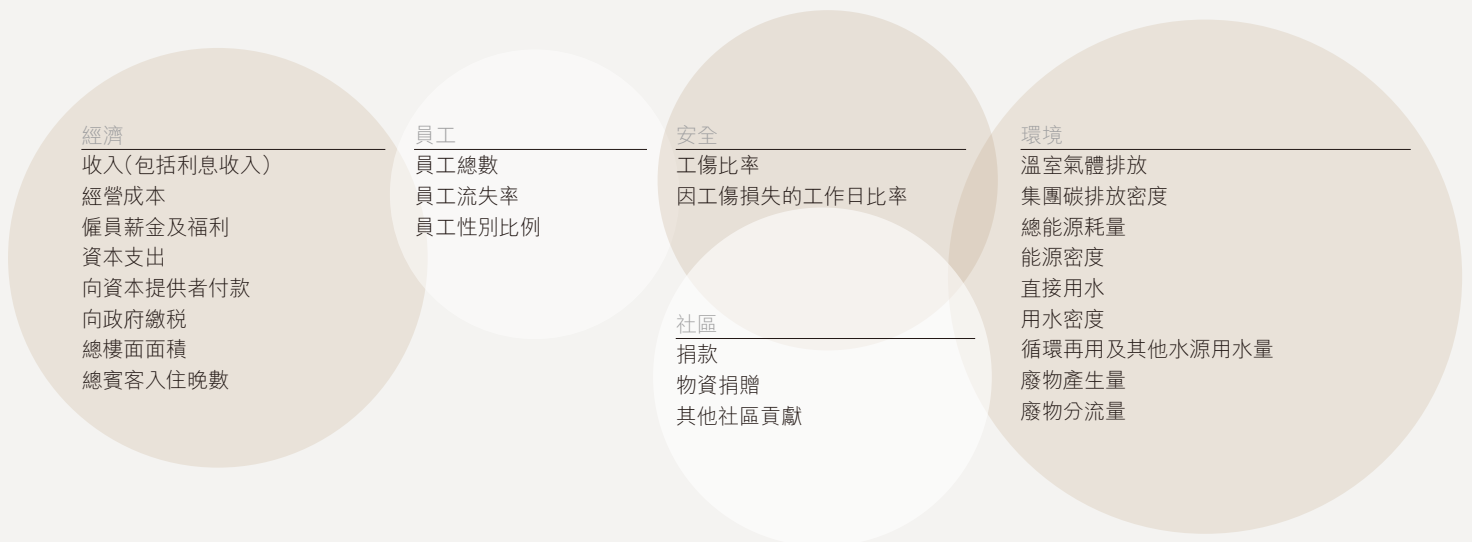 經濟
收入（包括利息收入）
經營成本
僱員薪金及福利
資本支出
向資本提供者付款
向政府繳稅
總樓面面積
總賓客入住晚數
員工
員工總數
員工流失率
員工性別比例
安全
工傷比率
因工傷損失的工作日比率
社區
捐款
物資捐贈
其他社區貢獻
環境
溫室氣體排放
集團碳排放密度
總能源耗量
能源密度
直接用水
用水密度
循環再用及其他水源用水量
廢物產生量
廢物分流量